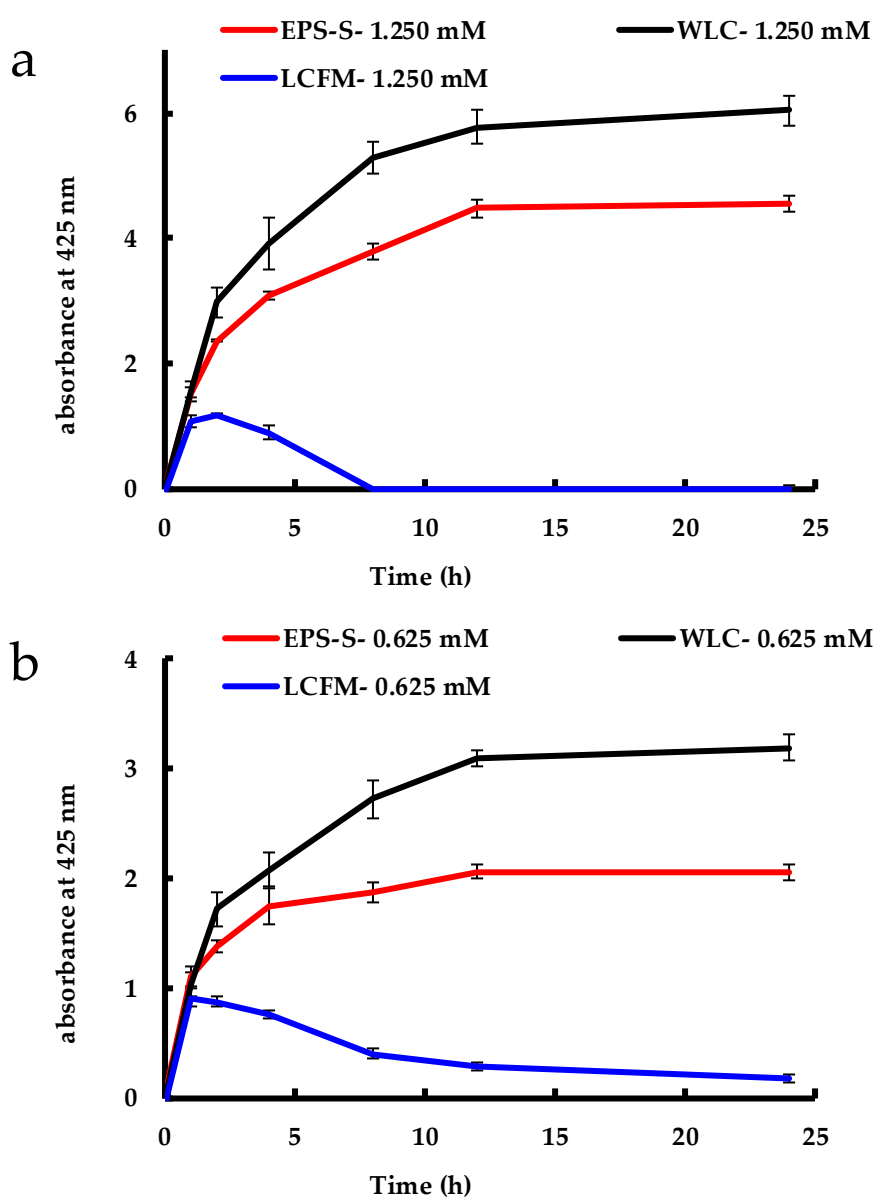 EPS-S- 1.250 mM WLC- 1.250 mM
a
LCFM- 1.250 mM
6
4
2
0
absorbance at 425 nm
0 5 10 15 20 25
Time (h)
EPS-S- 0.625 mM WLC- 0.625 mM
b
LCFM- 0.625 mM
4
3
2
1
0
absorbance at 425 nm
0 5 10 15 20 25
Time (h)